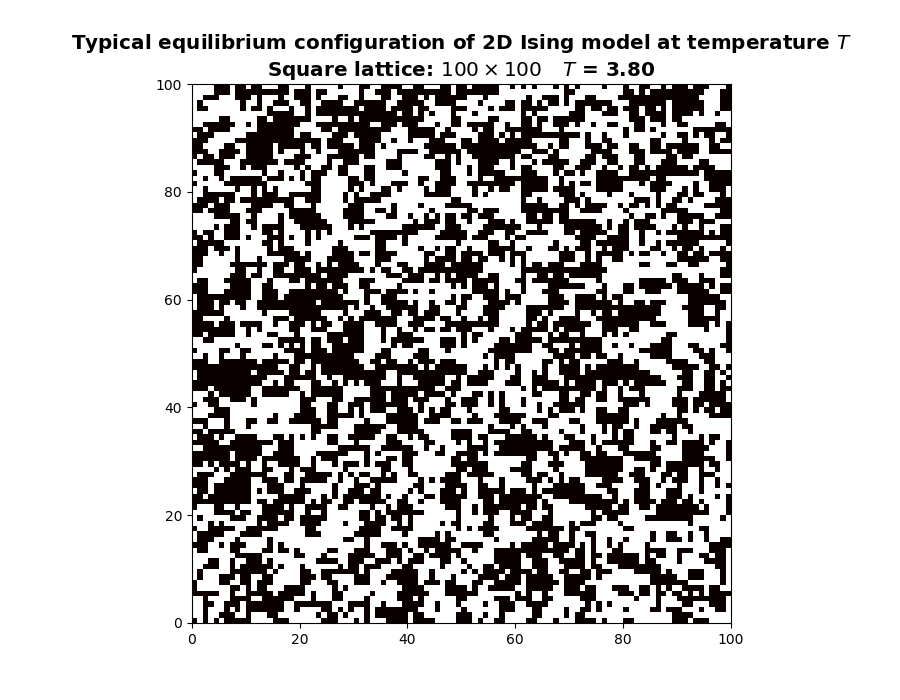 Typical equilibrium configuration of 2D Ising model at temperature T
Square lattice: 100 × 100 T = 3.80
100
80
60
40
20
0
0 20 40 60 80 100